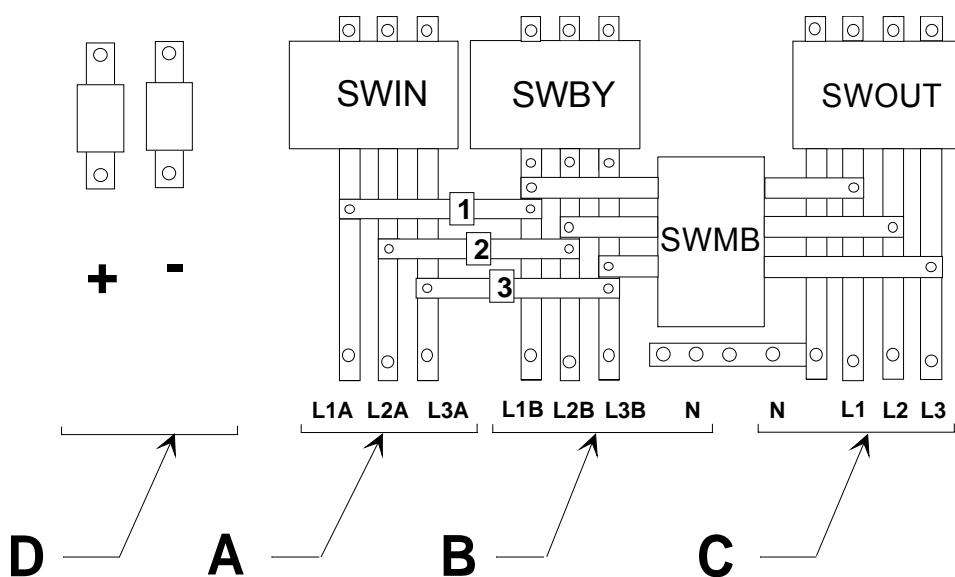 SWIN SWBY SWOUT
1
2 SWMB
+ - 3
L1A L2A L3A L1B L2B L3B N N L1 L2 L3
D A B C